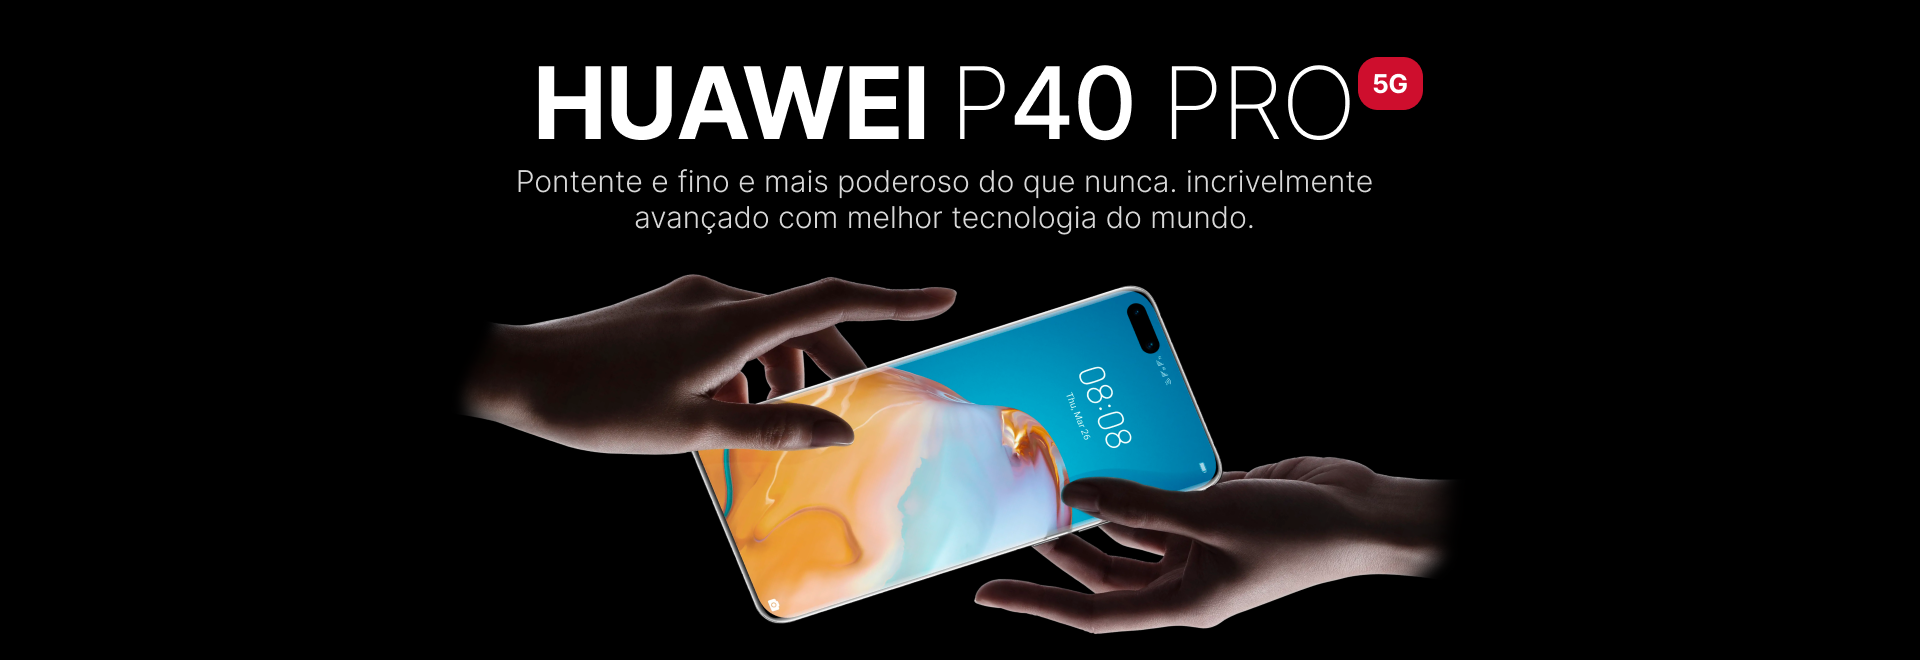 HUAWEI P40 PRO 5G
Pontente e fino e mais poderoso do que nunca. incrivelmente
avançado com melhor tecnologia do mundo.
08:08
Thu, Mar 26